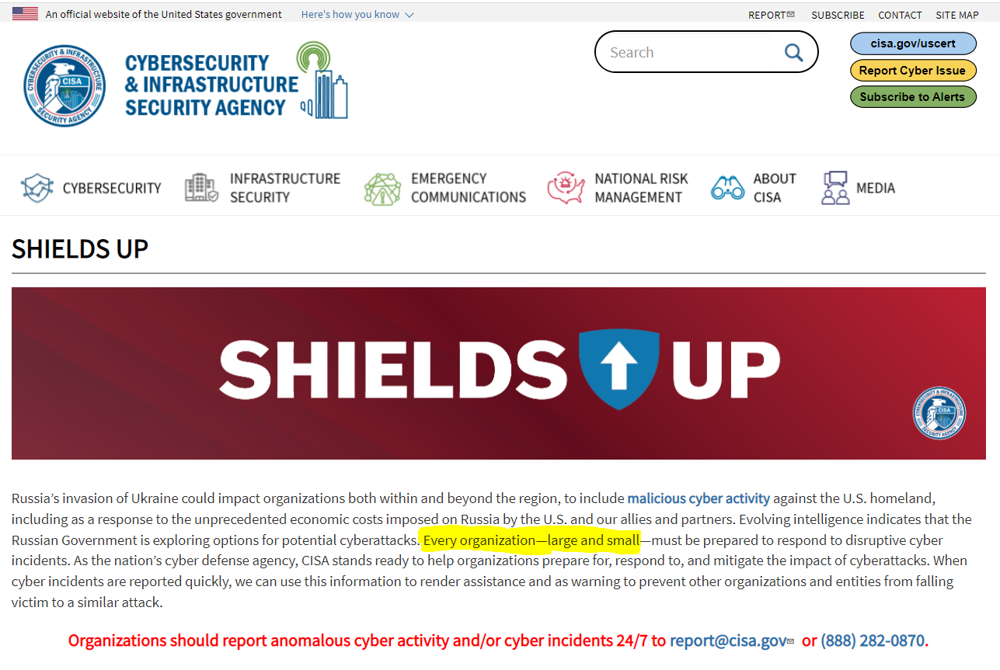 An official website of the United States government Here's how you know
REPORT SUBSCRIBE CONTACT SITE MAP
CYBERSECURITY & INFRASTRUCTURE
CISA
SECURITY AGENCY
CYBERSECURITY
& INFRASTRUCTURE
SECURITY AGENCY
Search
cisa.gov/uscert
Report Cyber Issue
Subscribe to Alerts
CYBERSECURITY
INFRASTRUCTURE
SECURITY
EMERGENCY
COMMUNICATIONS
NATIONAL RISK
MANAGEMENT
ABOUT
CISA
MEDIA
SHIELDS UP
SHIELDS UP
CYBERSECURITY & INFRASTRUCTURE
CISA
SECURITY AGENCY
Russia’s invasion of Ukraine could impact organizations both within and beyond the region, to include malicious cyber activity against the U.S. homeland,
including as a response to the unprecedented economic costs imposed on Russia by the U.S. and our allies and partners. Evolving intelligence indicates that the
Russian Government is exploring options for potential cyberattacks. Every organization—large and small—must be prepared to respond to disruptive cyber
incidents. As the nation’s cyber defense agency, CISA stands ready to help organizations prepare for, respond to, and mitigate the impact of cyberattacks. When
cyber incidents are reported quickly, we can use this information to render assistance and as warning to prevent other organizations and entities from falling
victim to a similar attack.
Organizations should report anomalous cyber activity and/or cyber incidents 24/7 to report@cisa.gov or (888) 282-0870.